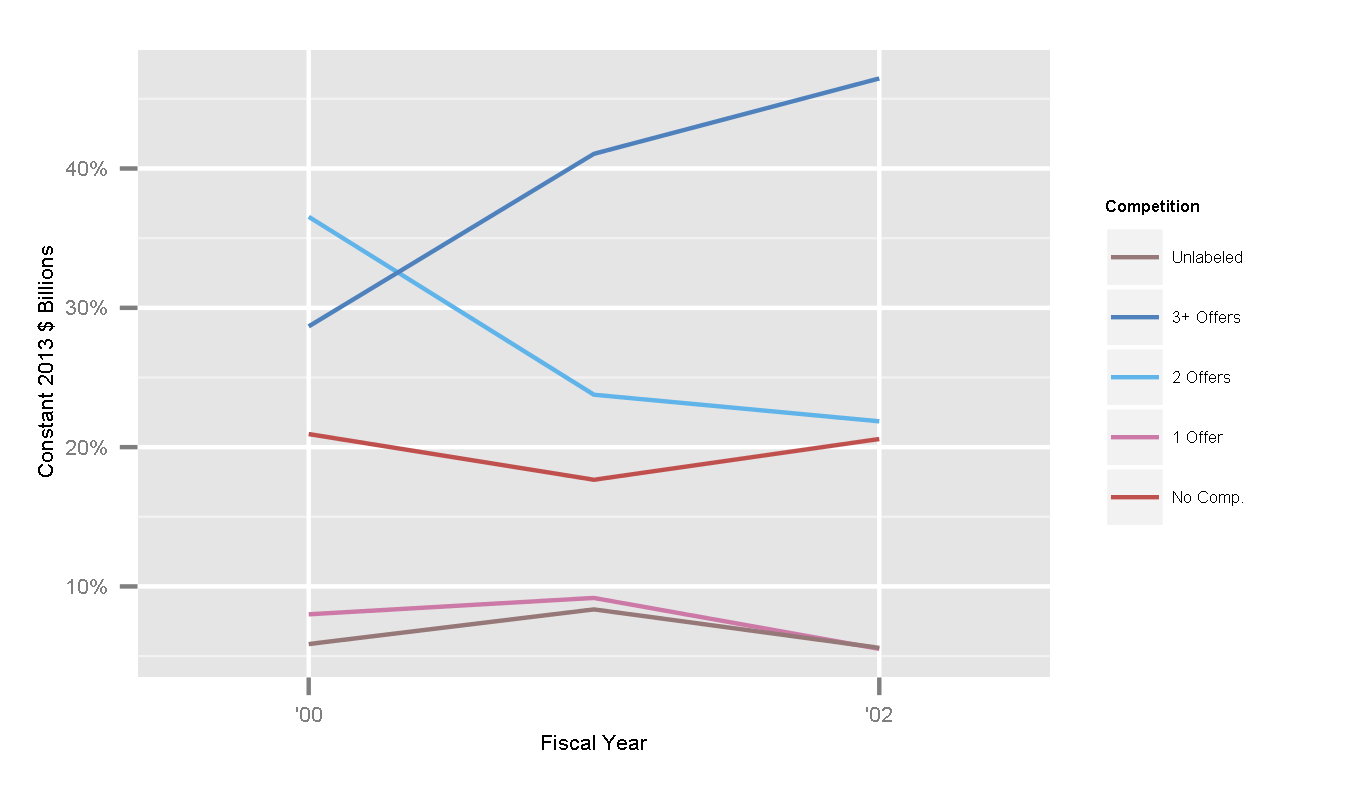 40%
30%
20%
10%
Constant 2013 $ Billions
'00
'02
Fiscal Year
Competition
Unlabeled
3+ Offers
2 Offers
1 Offer
No Comp.